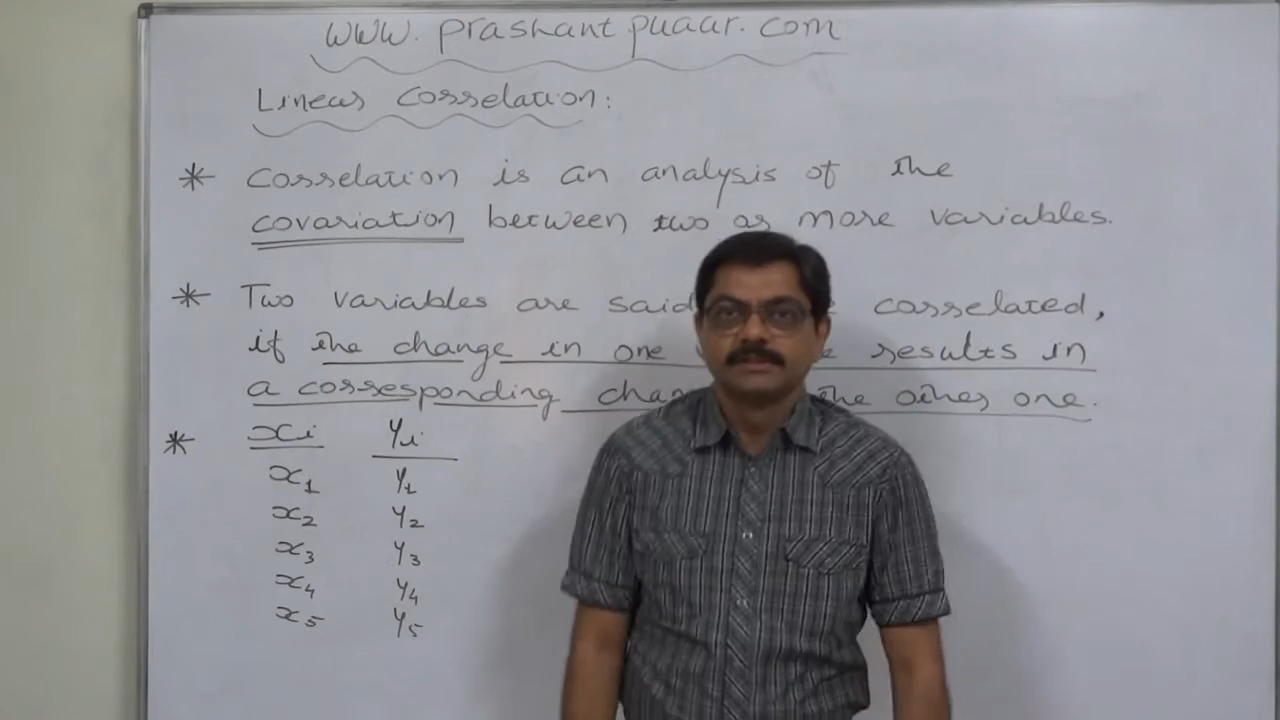 www.prashantpuaar.com
Linear Correlation:
* Correlation is an analysis of the
covariation between two or more variables.
* Two variables are said correlated,
if the change in one results in
a corresponding the other one.
* xi yi
x1 y1
x2 y2
x3 y3
x4 y4
x5 y5